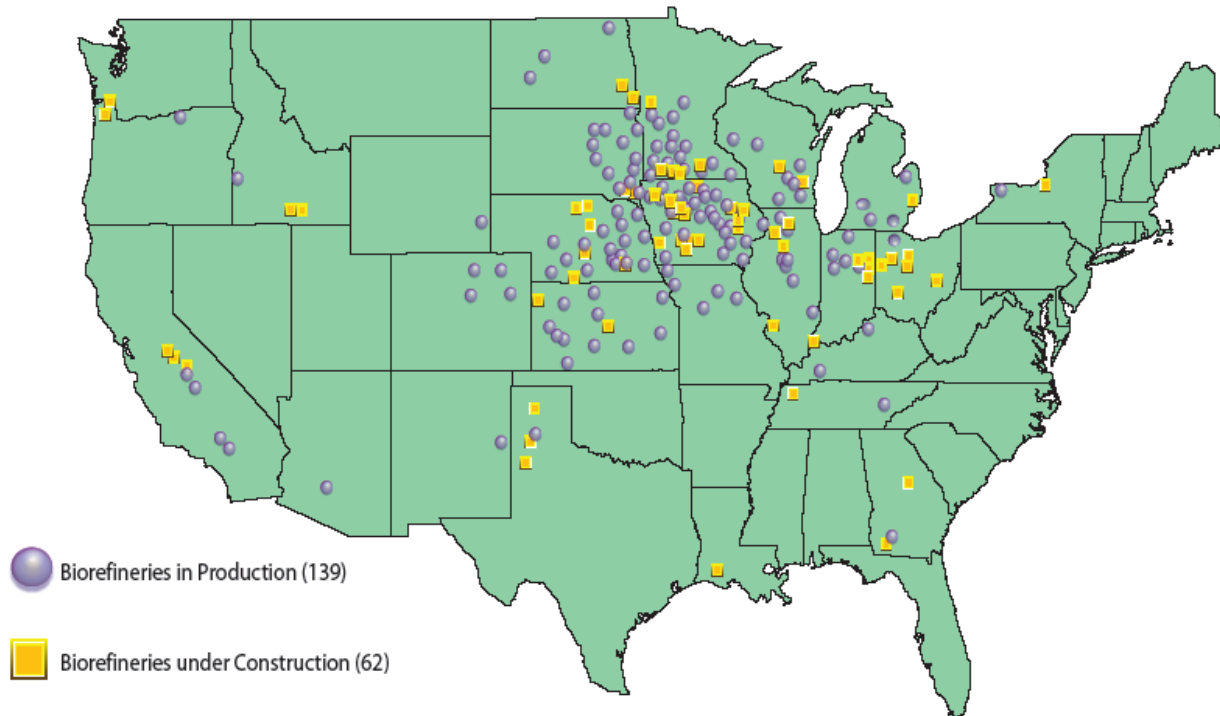 Biorefineries in Production (139)
Biorefineries under Construction (62)